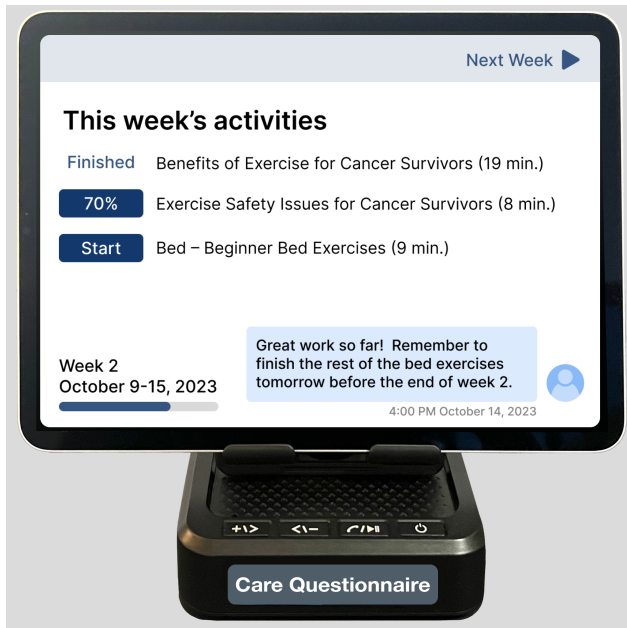 Next Week
This week's activities
Finished Benefits of Exercise for Cancer Survivors (19 min.)
70% Exercise Safety Issues for Cancer Survivors (8 min.)
Start Bed – Beginner Bed Exercises (9 min.)
Week 2
October 9-15, 2023
Great work so far! Remember to
finish the rest of the bed exercises
tomorrow before the end of week 2.
4:00 PM October 14, 2023
+\> <\–
Care Questionnaire